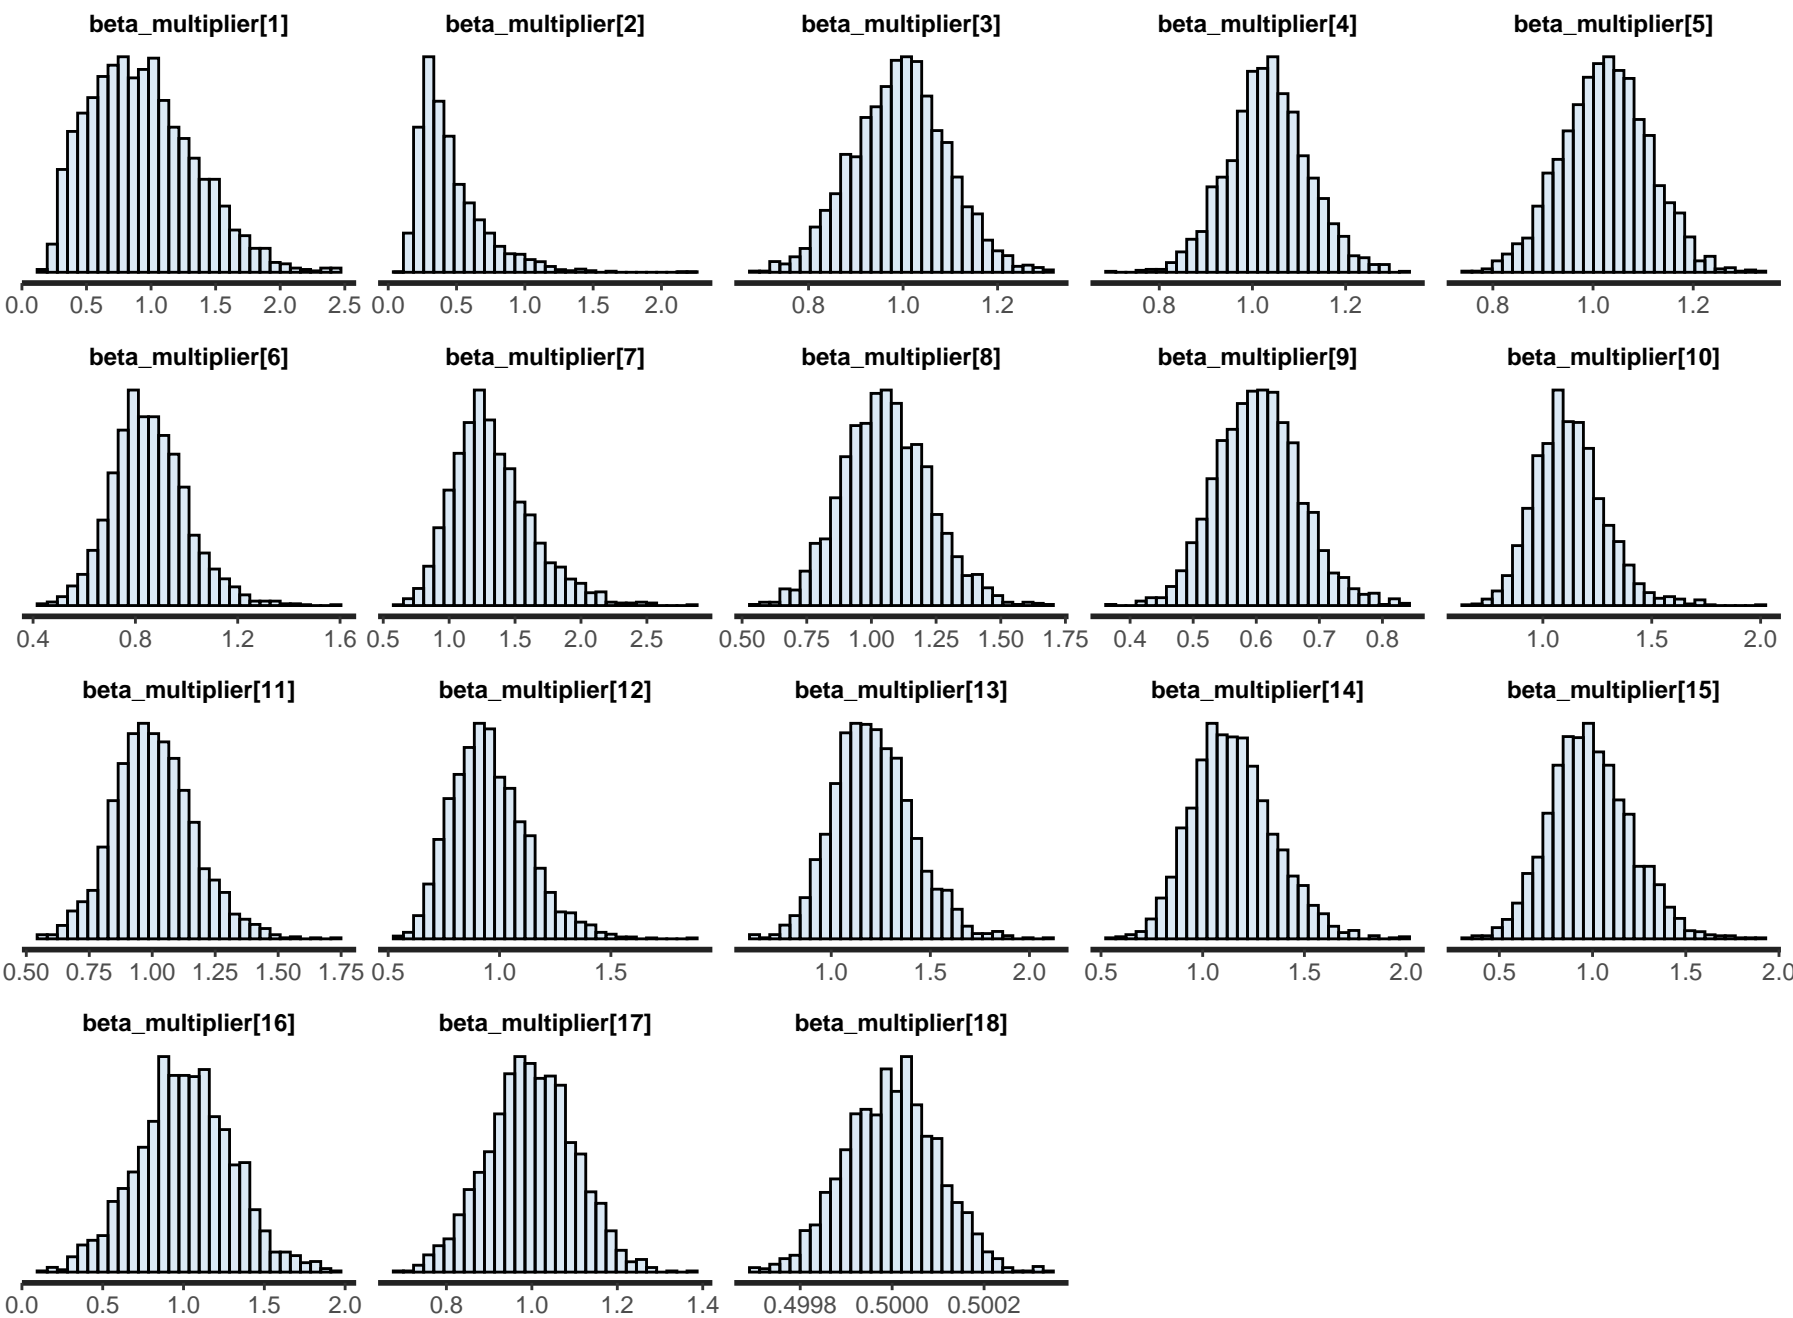 beta_multiplier[1] beta_multiplier[2] beta_multiplier[3] beta_multiplier[4] beta_multiplier[5]
0.0 0.5 1.0 1.5 2.0 2.5 0.0 0.5 1.0 1.5 2.0 0.8 1.0 1.2 0.8 1.0 1.2 0.8 1.0 1.2
beta_multiplier[6] beta_multiplier[7] beta_multiplier[8] beta_multiplier[9] beta_multiplier[10]
0.4 0.8 1.2 1.6 0.5 1.0 1.5 2.0 2.5 0.50 0.75 1.00 1.25 1.50 1.75 0.4 0.5 0.6 0.7 0.8 1.0 1.5 2.0
beta_multiplier[11] beta_multiplier[12] beta_multiplier[13] beta_multiplier[14] beta_multiplier[15]
0.50 0.75 1.00 1.25 1.50 1.75 0.5 1.0 1.5 1.0 1.5 2.0 0.5 1.0 1.5 2.0 0.5 1.0 1.5 2.0
beta_multiplier[16] beta_multiplier[17] beta_multiplier[18]
0.0 0.5 1.0 1.5 2.0 0.8 1.0 1.2 1.4 0.4998 0.5000 0.5002